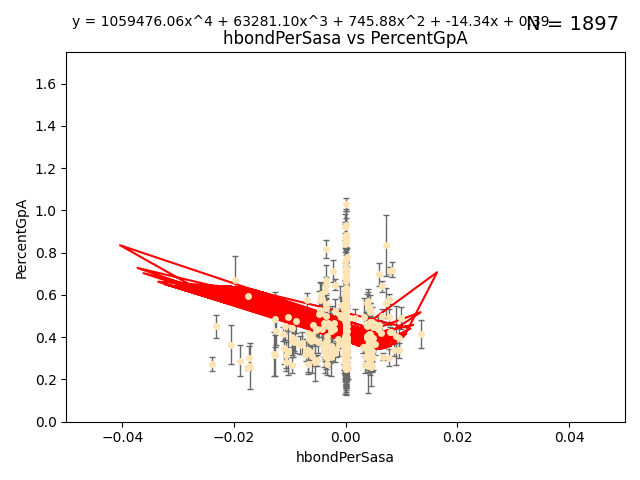 y = 1059476.06x^4 + 63281.10x^3 + 745.88x^2 + -14.34x + 0.39
N = 1897
hbondPerSasa vs PercentGpA
PercentGpA
1.6
1.4
1.2
1.0
0.8
0.6
0.4
0.2
0.0
−0.04 −0.02 0.00 0.02 0.04
hbondPerSasa